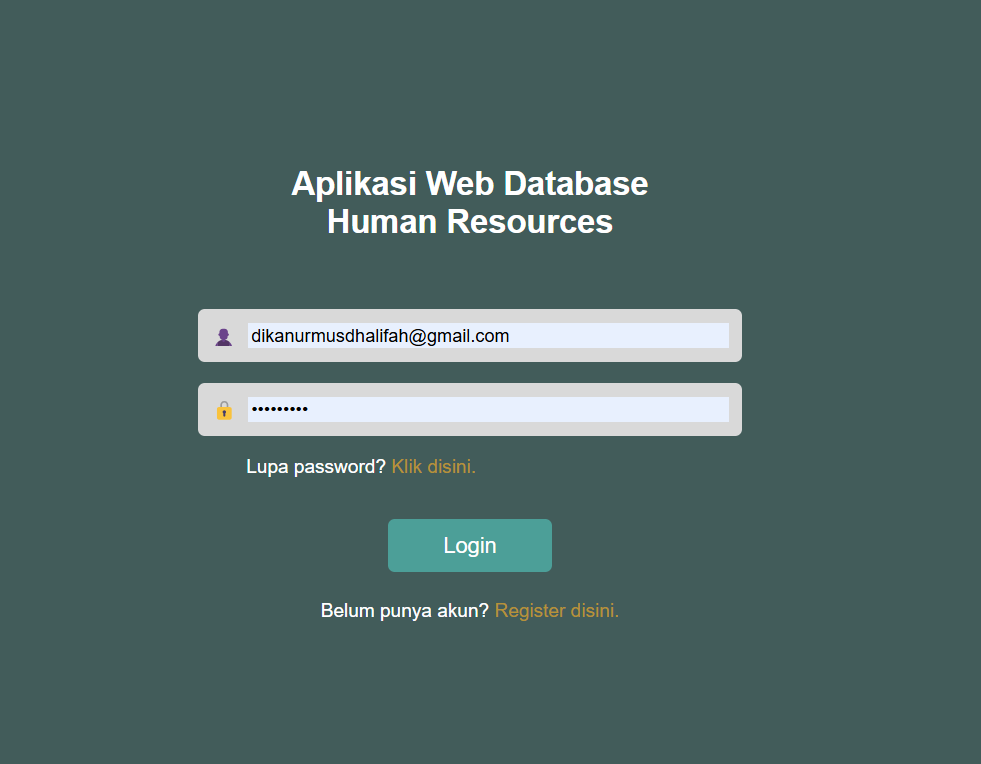 Aplikasi Web Database
Human Resources
dikanurmusdhalifah@gmail.com
•••••••••
Lupa password? Klik disini.
Login
Belum punya akun? Register disini.